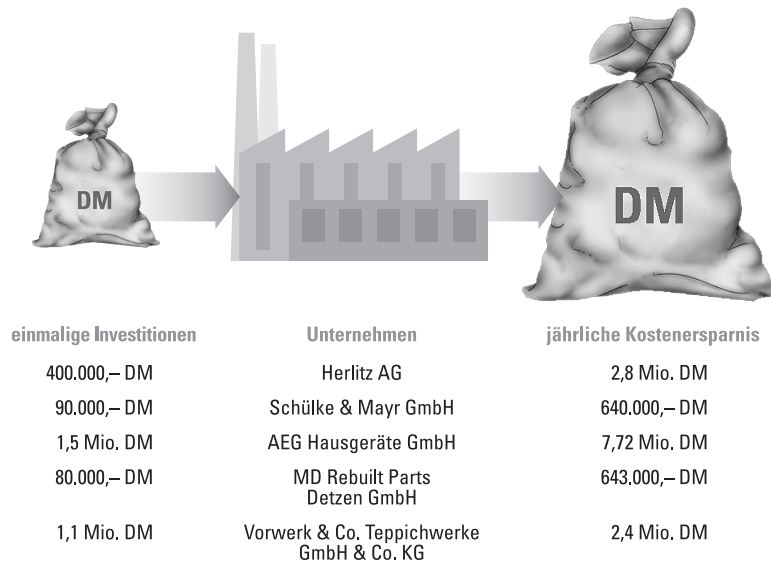 DM
DM
einmalige Investitionen Unternehmen jährliche Kostenersparnis
400.000,– DM Herlitz AG 2,8 Mio. DM
90.000,– DM Schülke & Mayr GmbH 640.000,– DM
1,5 Mio. DM AEG Hausgeräte GmbH 7,72 Mio. DM
80.000,– DM MD Rebuilt Parts 643.000,– DM
Detzen GmbH
1,1 Mio. DM Vorwerk & Co. Teppichwerke 2,4 Mio. DM
GmbH & Co. KG